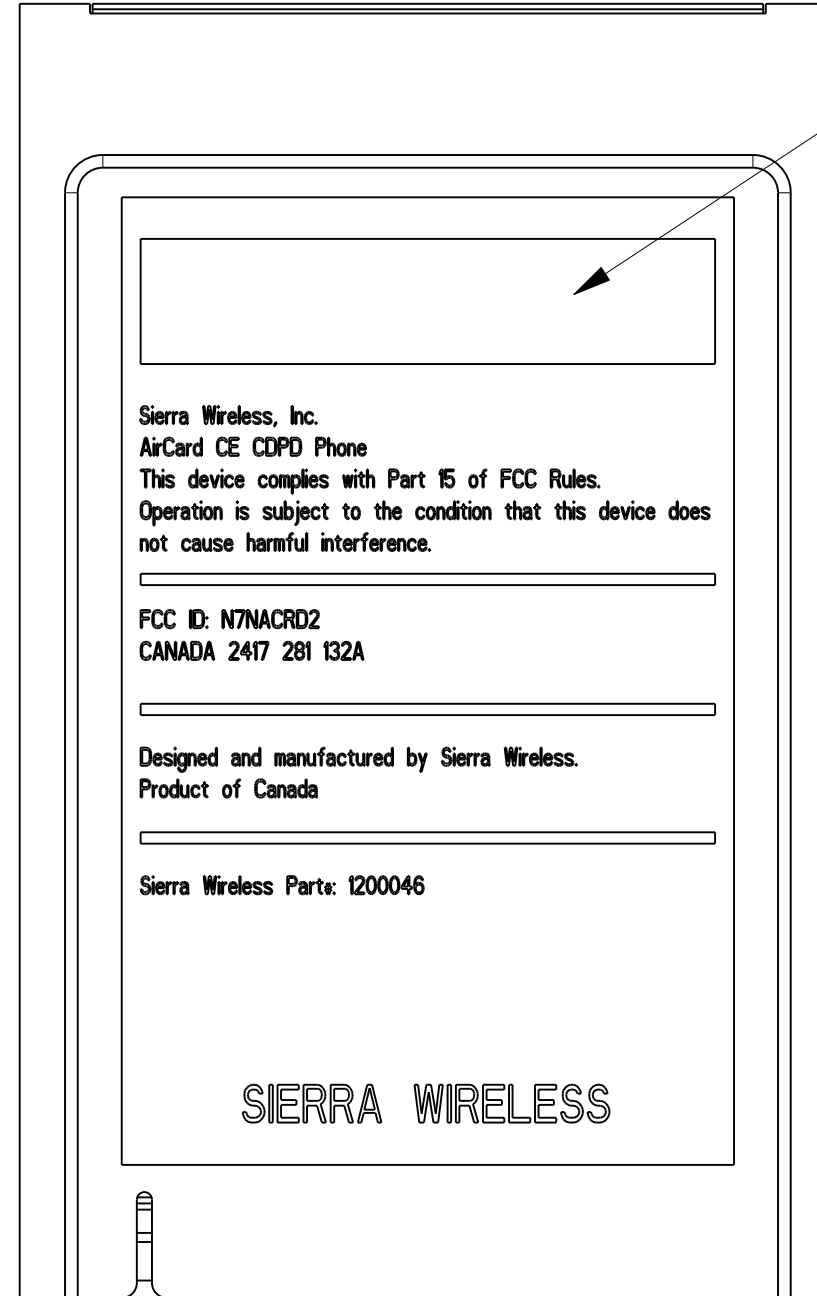 Sierra Wireless, Inc.
AirCard CE CDPD Phone
This device complies with Part 15 of FCC Rules.
Operation is subject to the condition that this device does
not cause harmful interference.
FCC ID: N7NACRD2
CANADA 2417 281 132A
Designed and manufactured by Sierra Wireless.
Product of Canada
Sierra Wireless Part#: 1200046
SIERRA WIRELESS